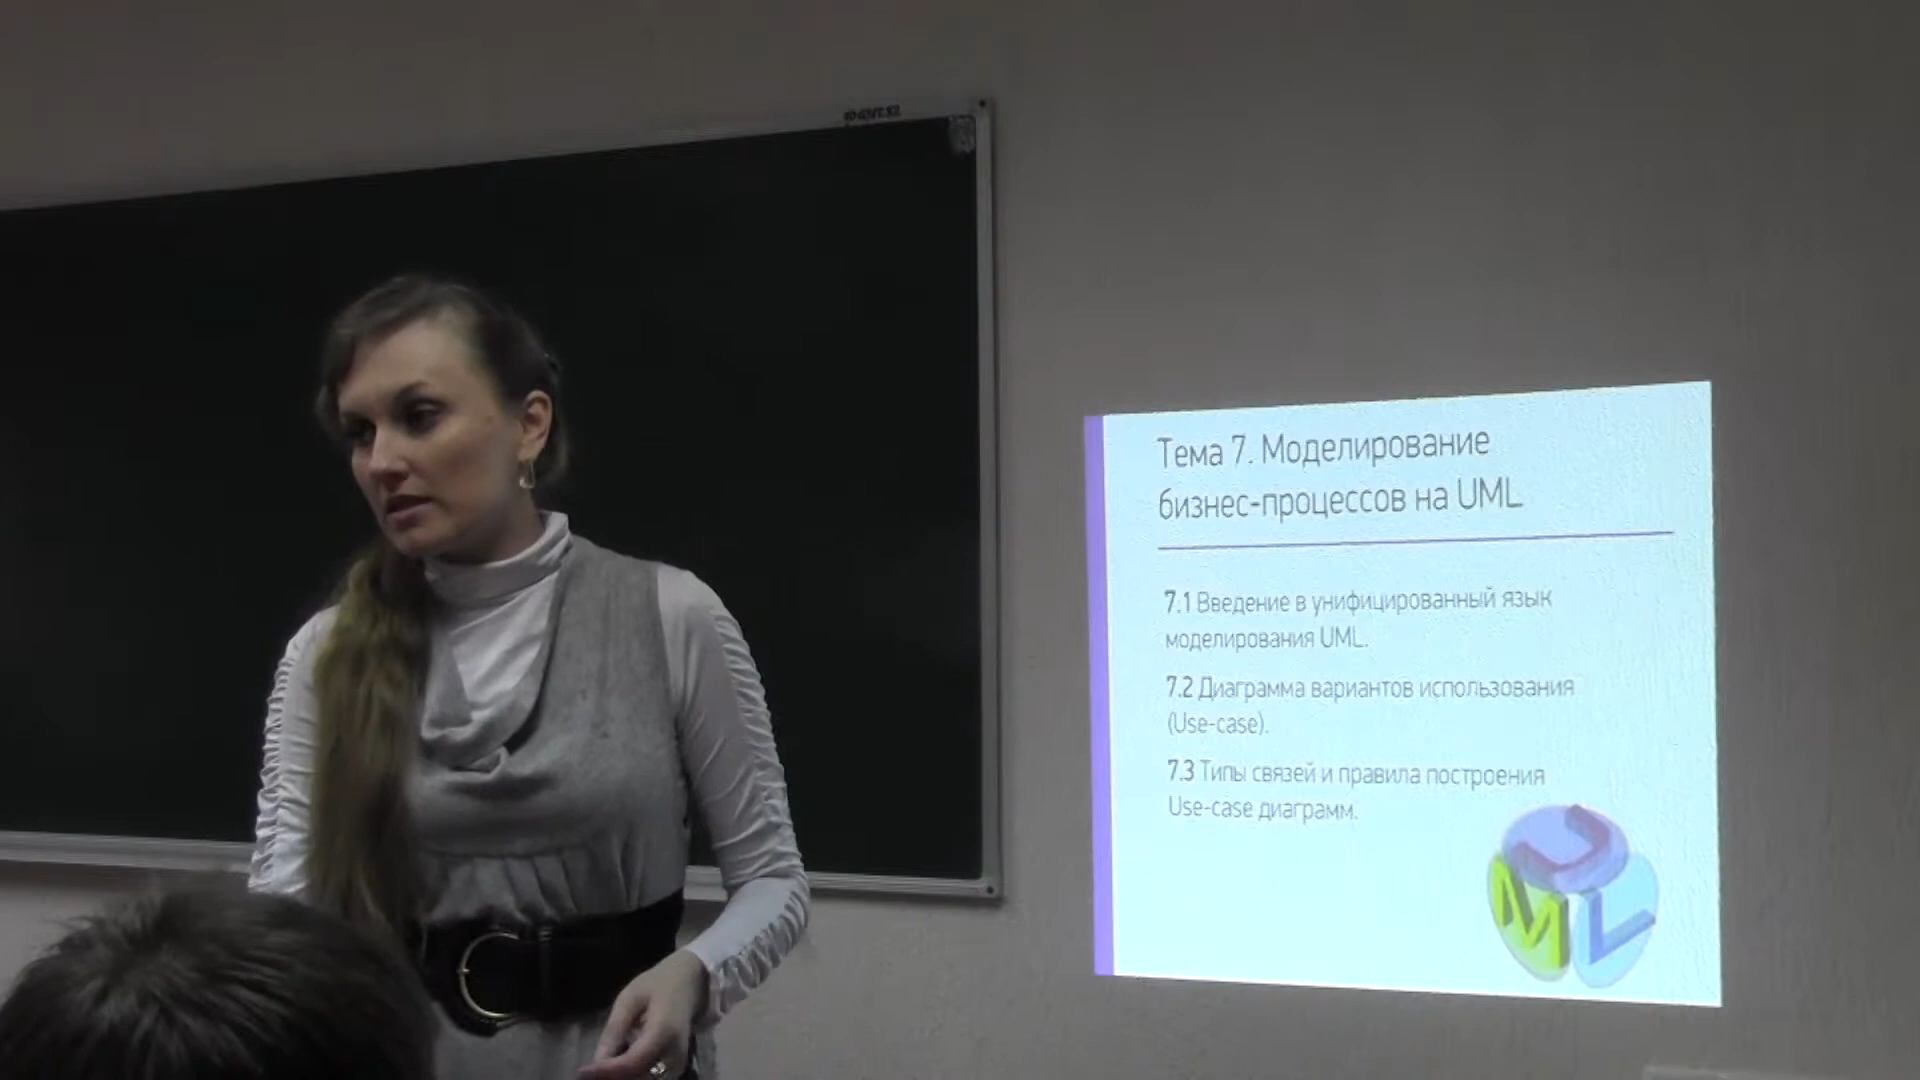 Тема 7. Моделирование
бизнес-процессов на UML
7.1 Введение в унифицированный язык
моделирования UML.
7.2 Диаграмма вариантов использования
(Use-case).
7.3 Типы связей и правила построения
Use-case диаграмм.
UML